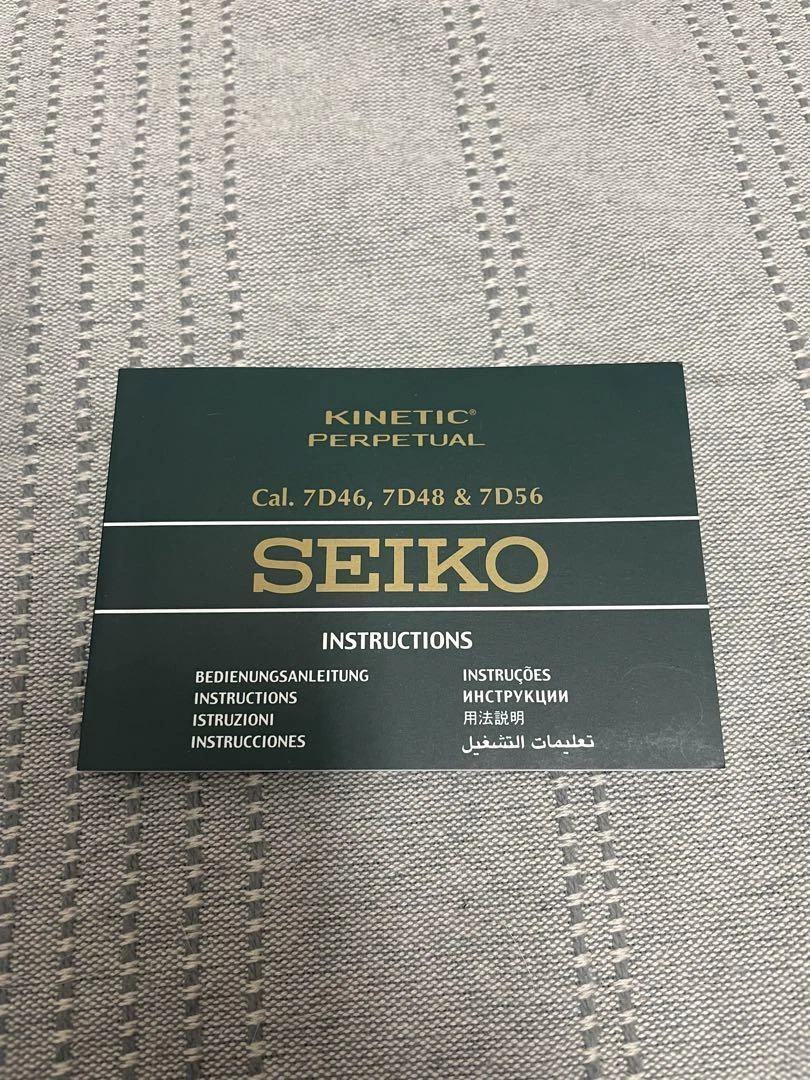 KINETIC®
PERPETUAL
Cal. 7D46, 7D48 & 7D56
SEIKO
INSTRUCTIONS
BEDIENUNGSANLEITUNG
INSTRUCTIONS
ISTRUZIONI
INSTRUCCIONES
INSTRUÇÕES
ИНСТРУКЦИИ
用法説明
تعليمات التشغيل